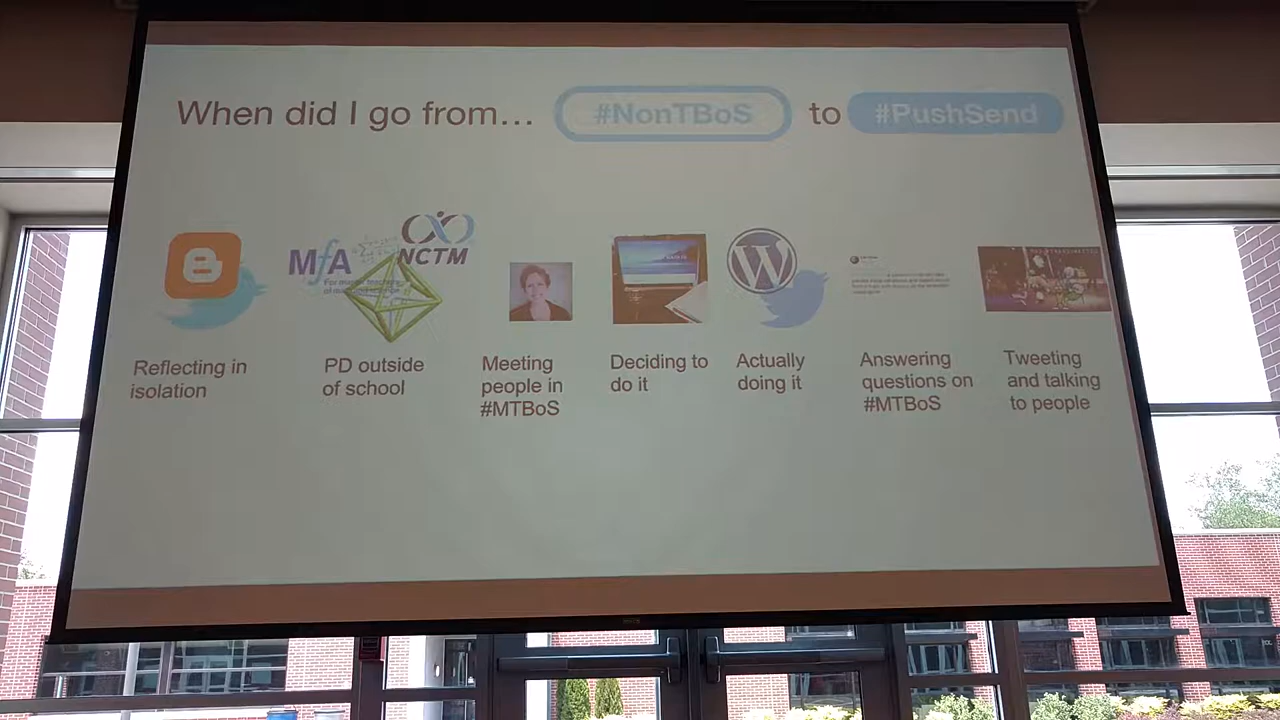 When did I go from... #NonTBoS to #PushSend
MfA
NCTM
Reflecting in
isolation
PD outside
of school
Meeting
people in
#MTBoS
Deciding to
do it
Actually
doing it
Answering
questions on
#MTBoS
Tweeting
and talking
to people